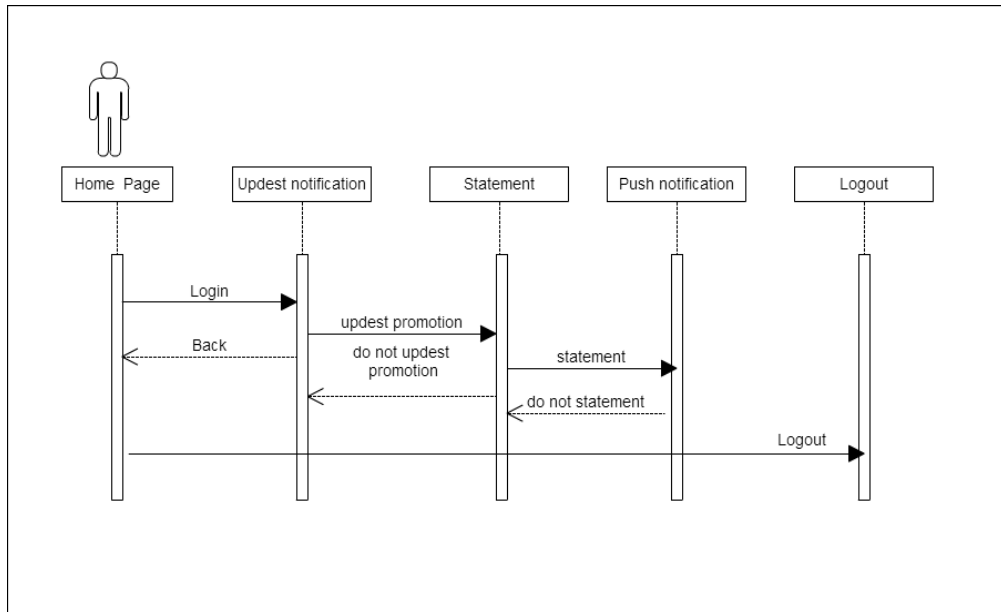 Home Page
Updest notification
Statement
Push notification
Logout
Login
updest promotion
Back
do not updest
promotion
statement
do not statement
Logout